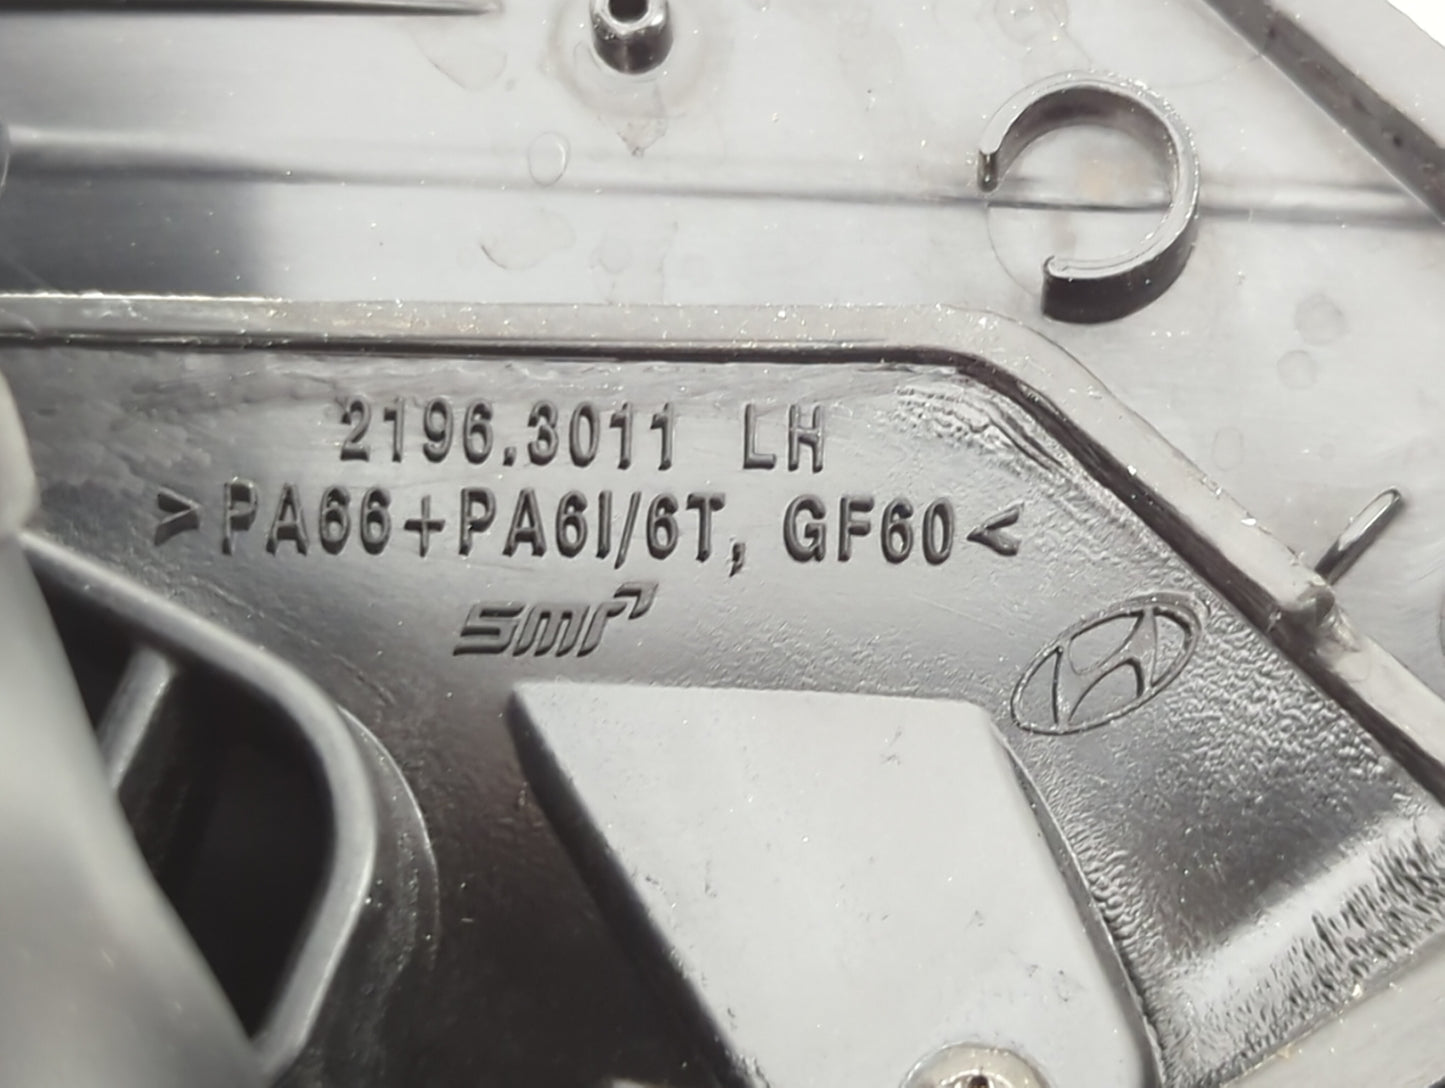 2196.3011 LH
>PA66+PA6I/6T, GF60<
smr